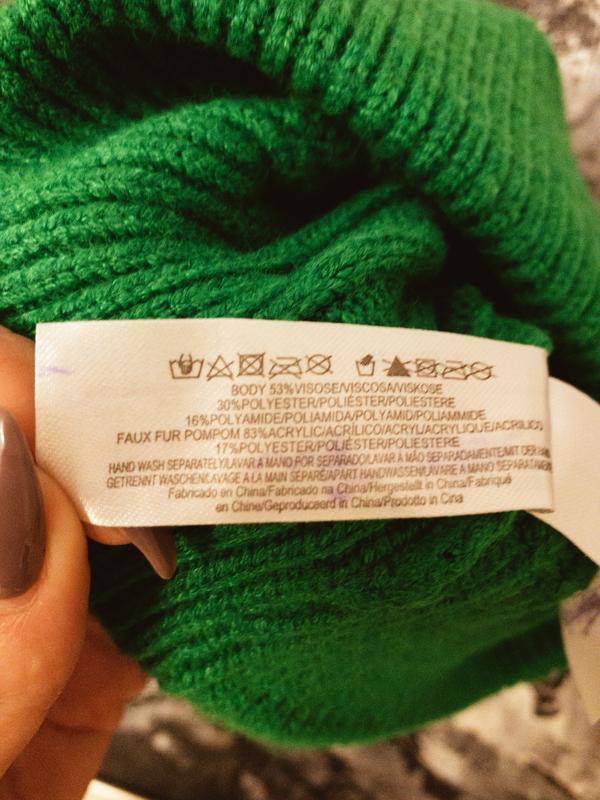 BODY 53%VISOSE/VISCOSA/VISKOSE
30%POLYESTER/POLIÉSTER/POLIESTERE
16%POLYAMIDE/POLIAMIDA/POLYAMID/POLIAMMIDE
FAUX FUR POMPOM 83%ACRYLIC/ACRÍLICO/ACRYL/ACRYLIQUE/ACRILICO
17%POLYESTER/POLIÉSTER/POLIESTERE
HAND WASH SEPARATELY/LAVAR A MANO POR SEPARADO/LAVAR À MÃO SEPARADAMENTE/MIT DER HAND
GETRENNT WASCHEN/LAVAGE A LA MAIN SEPARÉ/APART HANDWASSEN/LAVARE A MANO SEPARATAMENTE
Fabricado en China/Fabricado na China/Hergestellt in China/Fabriqué
en Chine/Geproduceerd in China/Prodotto in Cina